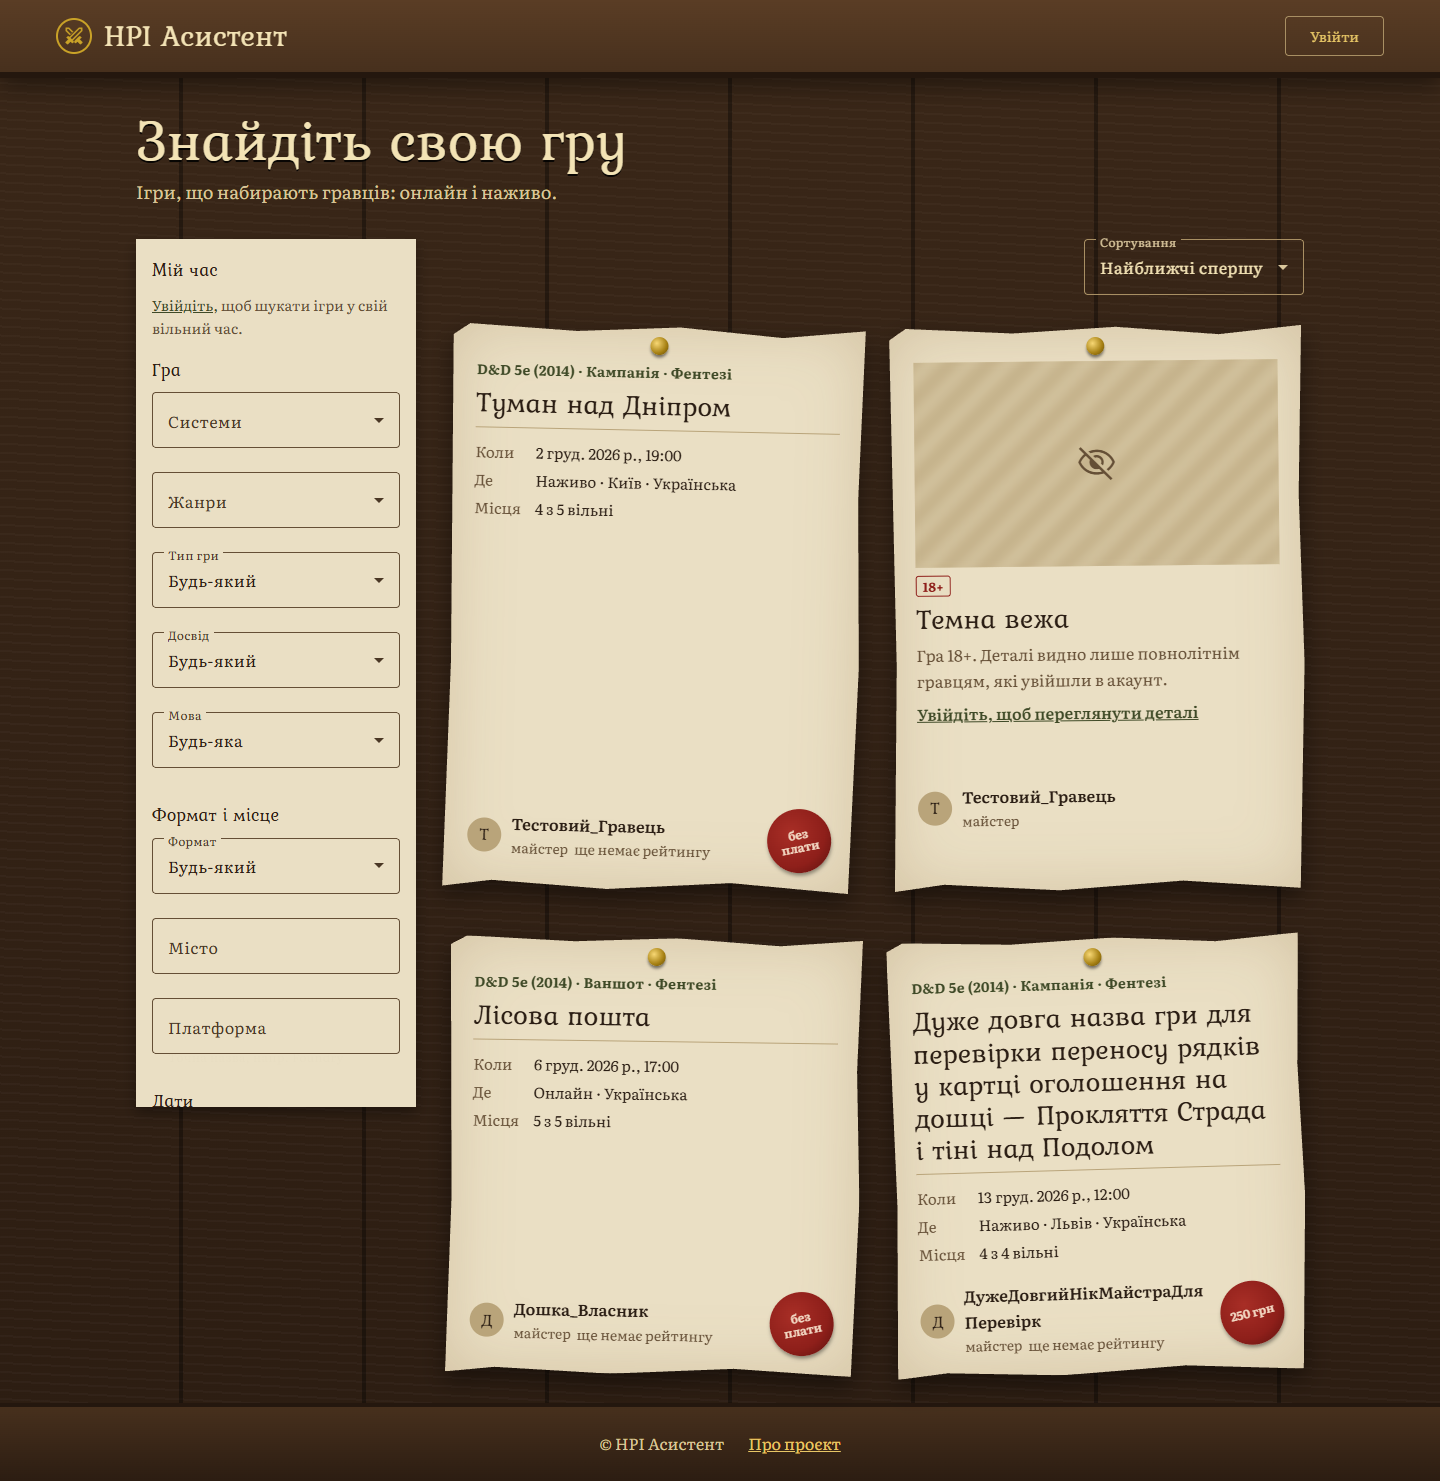 НРІ Асистент
Увійти
Знайдіть свою гру
Ігри, що набирають гравців: онлайн і наживо.
Мій час
Увійдіть, щоб шукати ігри у свій
вільний час.
Гра
Системи
Жанри
Тип гри
Будь-який
Досвід
Будь-який
Мова
Будь-яка
Формат і місце
Формат
Будь-який
Місто
Платформа
Дати
Сортування
Найближчі спершу
D&D 5e (2014) · Кампанія · Фентезі
Туман над Дніпром
Коли 2 груд. 2026 р., 19:00
Де Наживо · Київ · Українська
Місця 4 з 5 вільні
Т
Тестовий_Гравець
майстер ще немає рейтингу
без
плати
18+
Темна вежа
Гра 18+. Деталі видно лише повнолітнім
гравцям, які увійшли в акаунт.
Увійдіть, щоб переглянути деталі
Т
Тестовий_Гравець
майстер
D&D 5e (2014) · Ваншот · Фентезі
Лісова пошта
Коли 6 груд. 2026 р., 17:00
Де Онлайн · Українська
Місця 5 з 5 вільні
Д
Дошка_Власник
майстер ще немає рейтингу
без
плати
D&D 5e (2014) · Кампанія · Фентезі
Дуже довга назва гри для
перевірки переносу рядків
у картці оголошення на
дошці — Прокляття Страда
і тіні над Подолом
Коли 13 груд. 2026 р., 12:00
Де Наживо · Львів · Українська
Місця 4 з 4 вільні
Д
ДужеДовгийНікМайстраДля
Перевірк
майстер ще немає рейтингу
250 грн
© НРІ Асистент Про проєкт